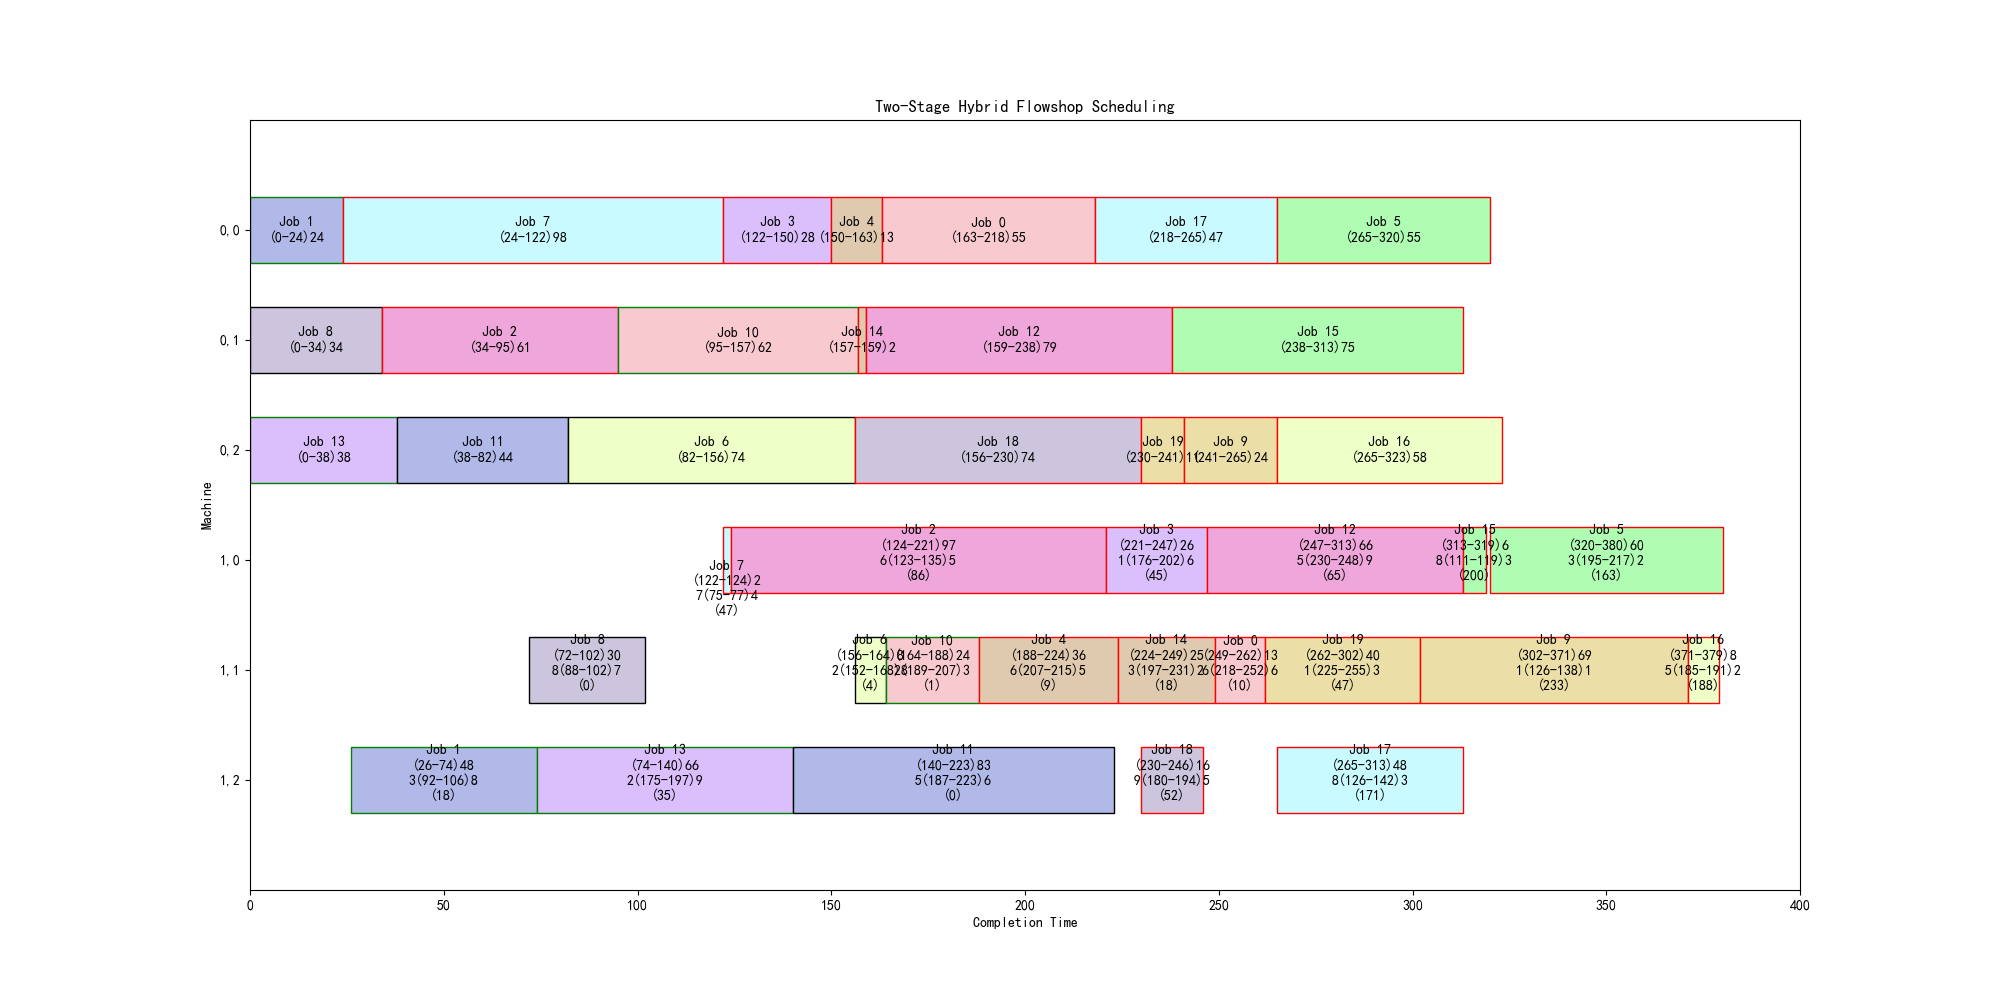 Two-Stage Hybrid Flowshop Scheduling
Machine
0,0
Job 1
(0-24)24
Job 7
(24-122)98
Job 3
(122-150)28
Job 4
(150-163)13
Job 0
(163-218)55
Job 17
(218-265)47
Job 5
(265-320)55
0,1
Job 8
(0-34)34
Job 2
(34-95)61
Job 10
(95-157)62
Job 14
(157-159)2
Job 12
(159-238)79
Job 15
(238-313)75
0,2
Job 13
(0-38)38
Job 11
(38-82)44
Job 6
(82-156)74
Job 18
(156-230)74
Job 19
(230-241)11
Job 9
(241-265)24
Job 16
(265-323)58
1,0
Job 7
(122-124)2
7(75-77)4
(47)
Job 2
(124-221)97
6(123-135)5
(86)
Job 3
(221-247)26
1(176-202)6
(45)
Job 12
(247-313)66
5(230-248)9
(65)
Job 15
(313-319)6
8(111-119)3
(200)
Job 5
(320-380)60
3(195-217)2
(163)
1,1
Job 8
(72-102)30
8(88-102)7
(0)
Job 6
(156-164)8
(4)
Job 10
(164-188)24
(1)
Job 4
(188-224)36
6(207-215)5
(9)
Job 14
(224-249)25
(18)
Job 0
(249-262)13
6(218-252)6
(10)
Job 19
(262-302)40
1(225-255)3
(47)
Job 9
(302-371)69
1(126-138)1
(233)
Job 16
(371-379)8
5(185-191)2
(188)
1,2
Job 1
(26-74)48
3(92-106)8
(18)
Job 13
(74-140)66
2(175-197)9
(35)
Job 11
(140-223)83
5(187-223)6
(0)
Job 18
(230-246)16
9(180-194)5
(52)
Job 17
(265-313)48
8(126-142)3
(171)
0
50
100
150
200
250
300
350
400
Completion Time